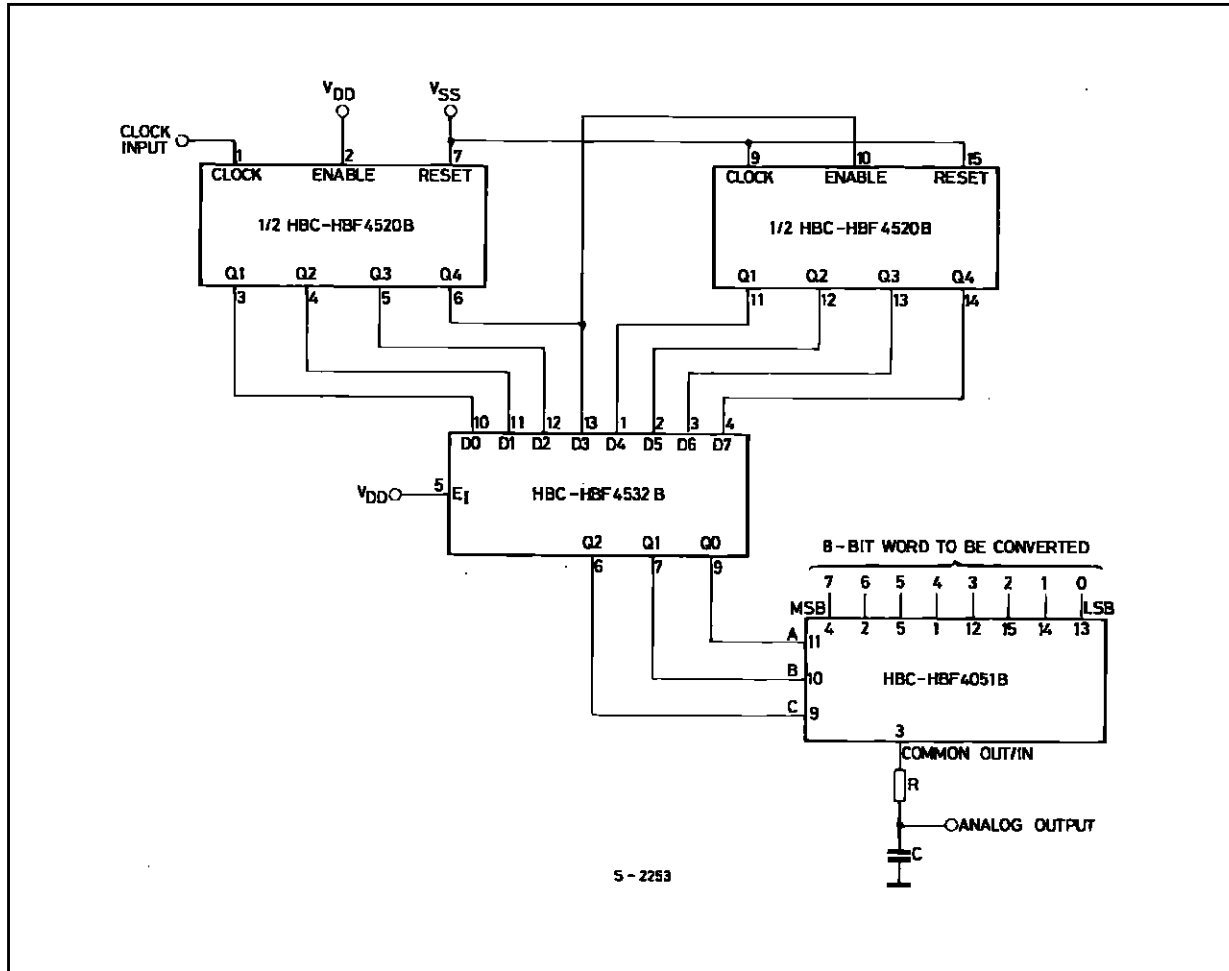 VDD
VSS
CLOCK INPUT
1 2 7
CLOCK ENABLE RESET
1/2 HBC-HBF4520B
Q1 Q2 Q3 Q4
3 4 5 6
9 10 15
CLOCK ENABLE RESET
1/2 HBC-HBF4520B
Q1 Q2 Q3 Q4
11 12 13 14
10 11 12 13 1 2 3 4
D0 D1 D2 D3 D4 D5 D6 D7
VDD 5 EI
HBC-HBF4532B
Q2 Q1 Q0
6 7 9
8-BIT WORD TO BE CONVERTED
7 6 5 4 3 2 1 0
MSB LSB
4 2 5 1 12 15 14 13
A 11
B 10
C 9
HBC-HBF4051B
3
COMMON OUT/IN
R
ANALOG OUTPUT
C
S-2253